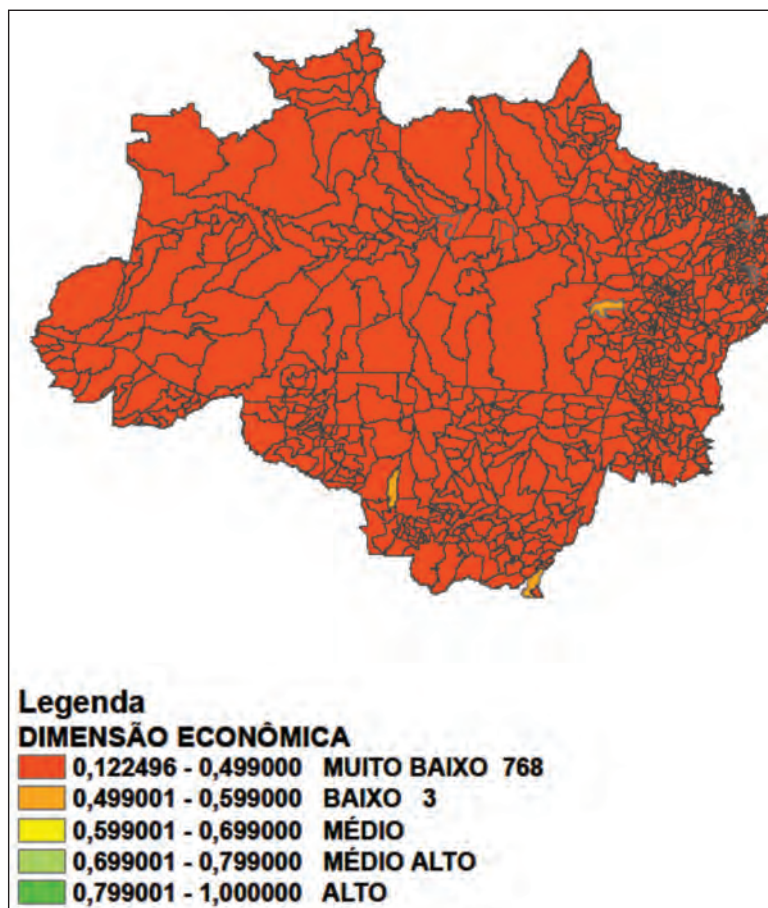 Legenda
DIMENSÃO ECONÔMICA
0,122496 - 0,499000 MUITO BAIXO 768
0,499001 - 0,599000 BAIXO 3
0,599001 - 0,699000 MÉDIO
0,699001 - 0,799000 MÉDIO ALTO
0,799001 - 1,000000 ALTO